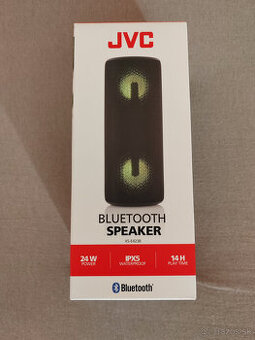 JVC
BLUETOOTH
SPEAKER
24 W
POWER
IPX5
WATERPROOF
14 H
PLAY TIME
Bluetooth